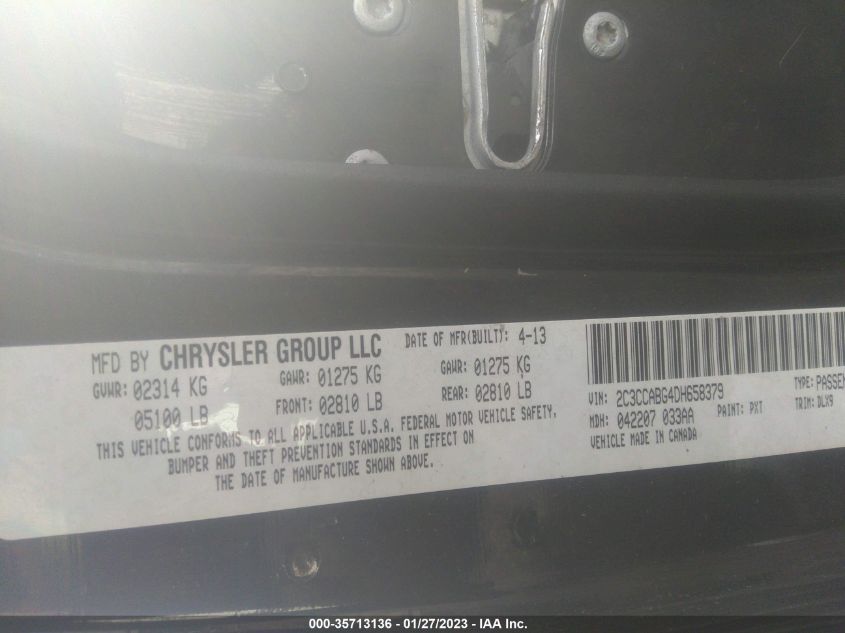 MFD BY CHRYSLER GROUP LLC DATE OF MFR(BUILT): 4-13
GVWR: 02314 KG GAWR: 01275 KG GAWR: 01275 KG
05100 LB FRONT: 02810 LB REAR: 02810 LB
THIS VEHICLE CONFORMS TO ALL APPLICABLE U.S.A. FEDERAL MOTOR VEHICLE SAFETY,
BUMPER AND THEFT PREVENTION STANDARDS IN EFFECT ON
THE DATE OF MANUFACTURE SHOWN ABOVE.
VIN: 2C3CCABG4DH658379 TYPE: PASSEN
MDH: 042207 033AA PAINT: PXT TRIM: DLX9
VEHICLE MADE IN CANADA
000-35713136 - 01/27/2023 - IAA Inc.